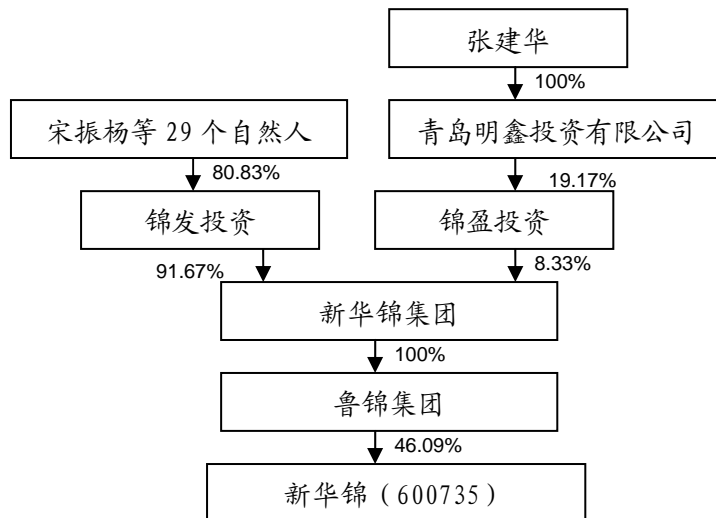 张建华
100%
宋振杨等 29 个自然人
青岛明鑫投资有限公司
80.83%
19.17%
锦发投资
锦盈投资
91.67%
8.33%
新华锦集团
100%
鲁锦集团
46.09%
新华锦（600735）